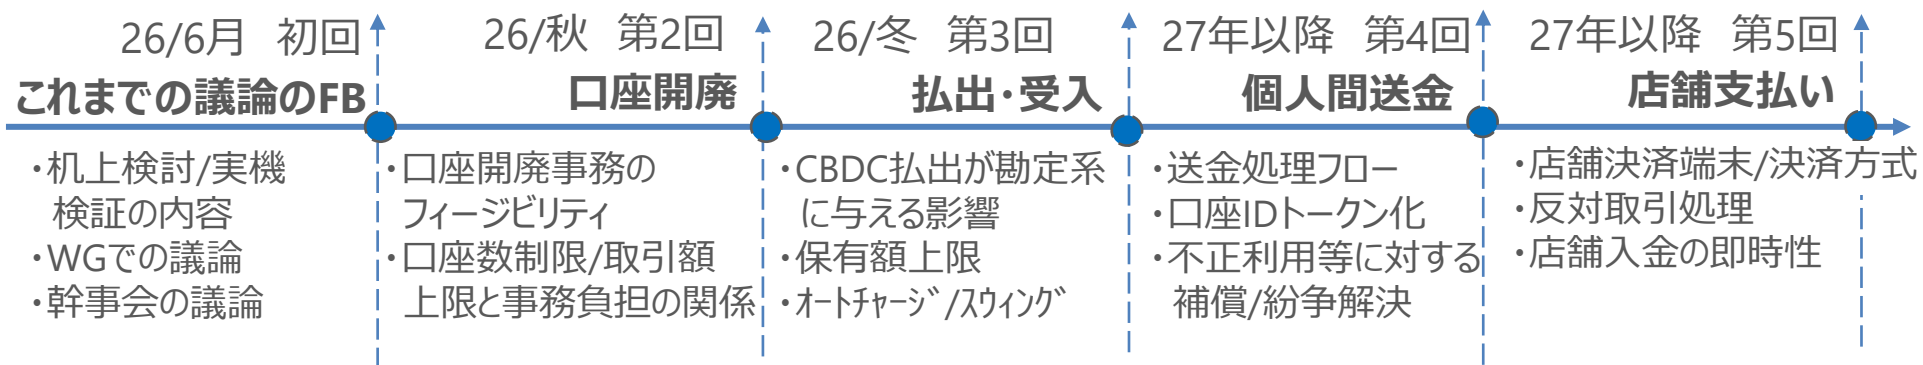 26/6月 初回
これまでの議論のFB
・机上検討/実機
検証の内容
・WGでの議論
・幹事会の議論
26/秋 第2回
口座開廃
・口座開廃事務の
フィージビリティ
・口座数制限/取引額
上限と事務負担の関係
26/冬 第3回
払出・受入
・CBDC払出が勘定系
に与える影響
・保有額上限
・ｵｰﾄﾁｬｰｼﾞ/ｽｳｨﾝｸﾞ
27年以降 第4回
個人間送金
・送金処理フロー
・口座IDトークン化
・不正利用等に対する
補償/紛争解決
27年以降 第5回
店舗支払い
・店舗決済端末/決済方式
・反対取引処理
・店舗入金の即時性